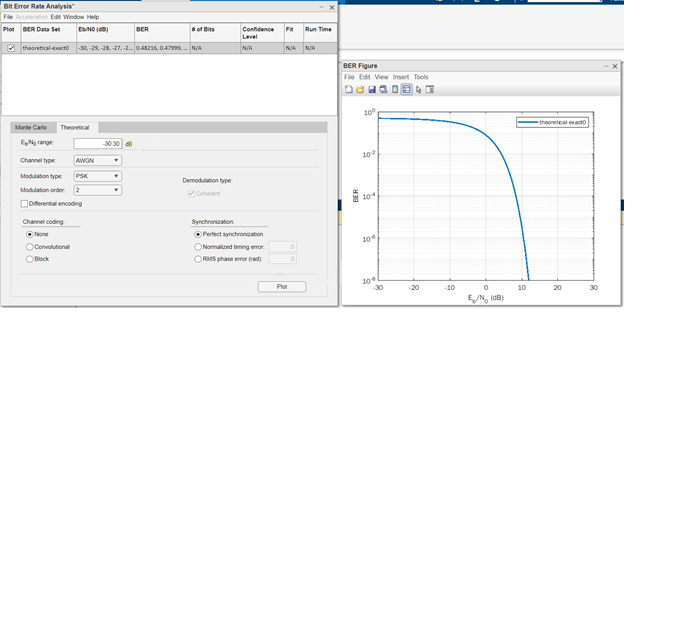 Bit Error Rate Analysis*
File Acceleration Edit Window Help
Plot BER Data Set Eb/N0 (dB) BER # of Bits Confidence Level Fit Run Time
theoretical-exact0 -30, -29, -28, -27, -2... 0.48216, 0.47999, ... N/A N/A N/A N/A
Monte Carlo Theoretical
Eb/N0 range: -30:30 dB
Channel type: AWGN
Modulation type: PSK
Demodulation type:
Modulation order: 2
Coherent
Differential encoding
Channel coding: Synchronization:
None Perfect synchronization
Convolutional Normalized timing error: 0
Block RMS phase error (rad): 0
Plot
BER Figure
File Edit View Insert Tools
theoretical-exact0
10^0
10^-2
10^-4
10^-6
10^-8
BER
-30 -20 -10 0 10 20 30
Eb/N0 (dB)